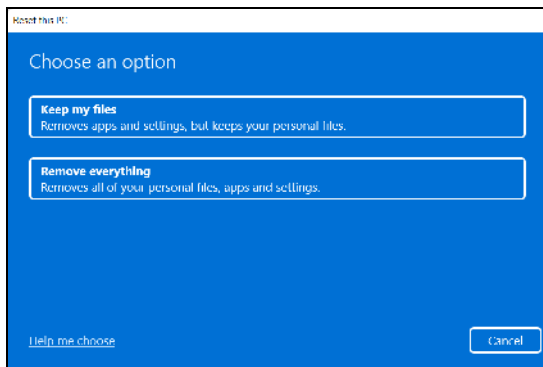 Reset this PC
Choose an option
Keep my files
Removes apps and settings, but keeps your personal files.
Remove everything
Removes all of your personal files, apps and settings.
Help me choose
Cancel